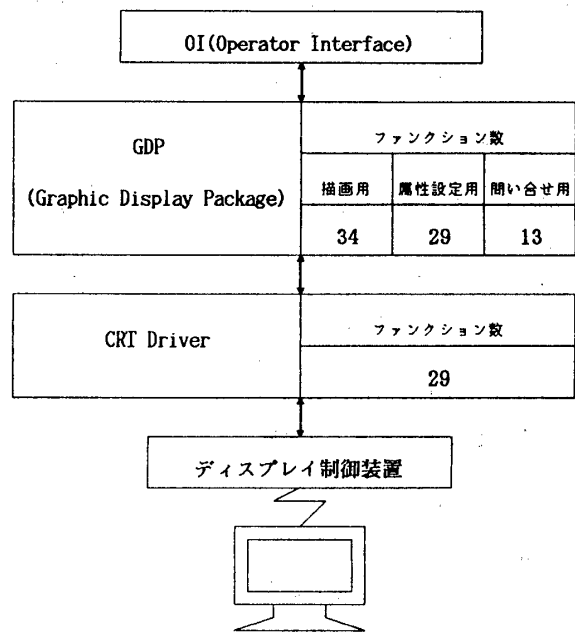 OI(Operator Interface)
GDP
(Graphic Display Package)
ファンクション数
描画用 属性設定用 問い合せ用
34 29 13
CRT Driver
ファンクション数
29
ディスプレイ制御装置